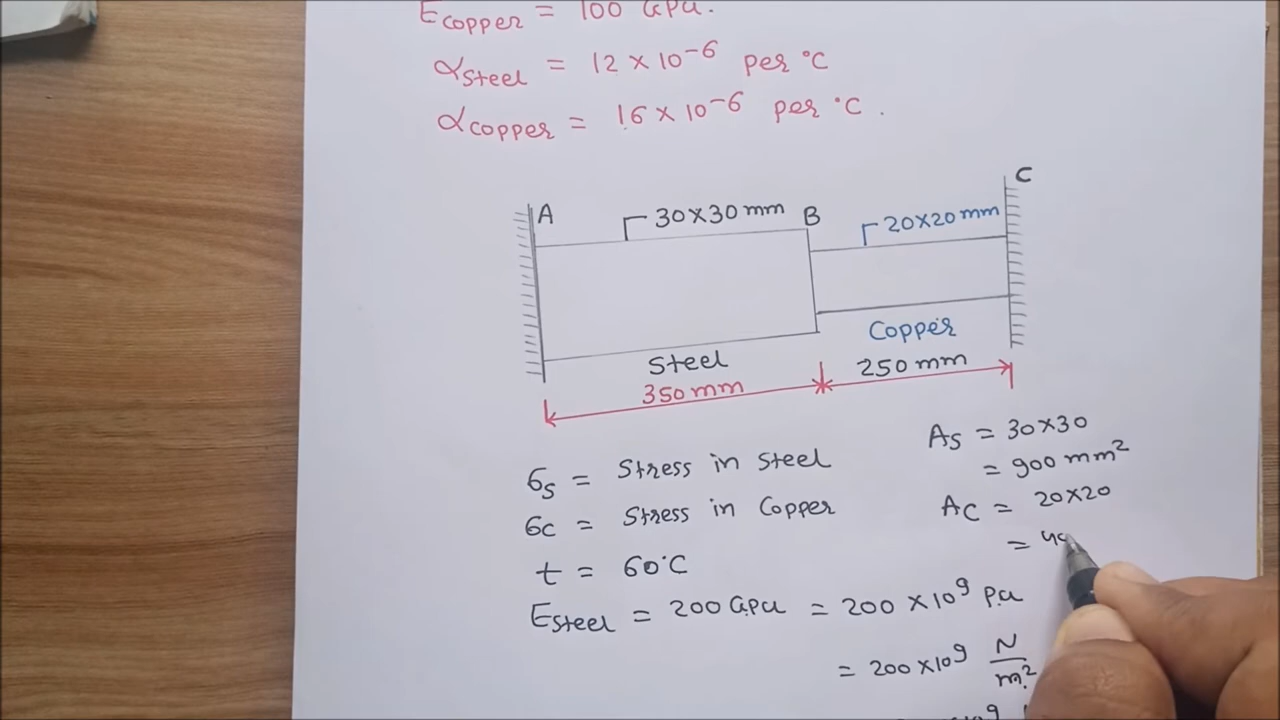 Ecopper = 100 GPa.
αSteel = 12 × 10⁻⁶ per °C
αcopper = 16 × 10⁻⁶ per °C.
A
30×30 mm
B
20×20 mm
C
Steel
Copper
350 mm
250 mm
σs = Stress in steel
σc = Stress in Copper
t = 60°C
Esteel = 200 GPa = 200 × 10⁹ Pa
= 200 × 10⁹ N/m²
As = 30×30
= 900 mm²
Ac = 20×20
=